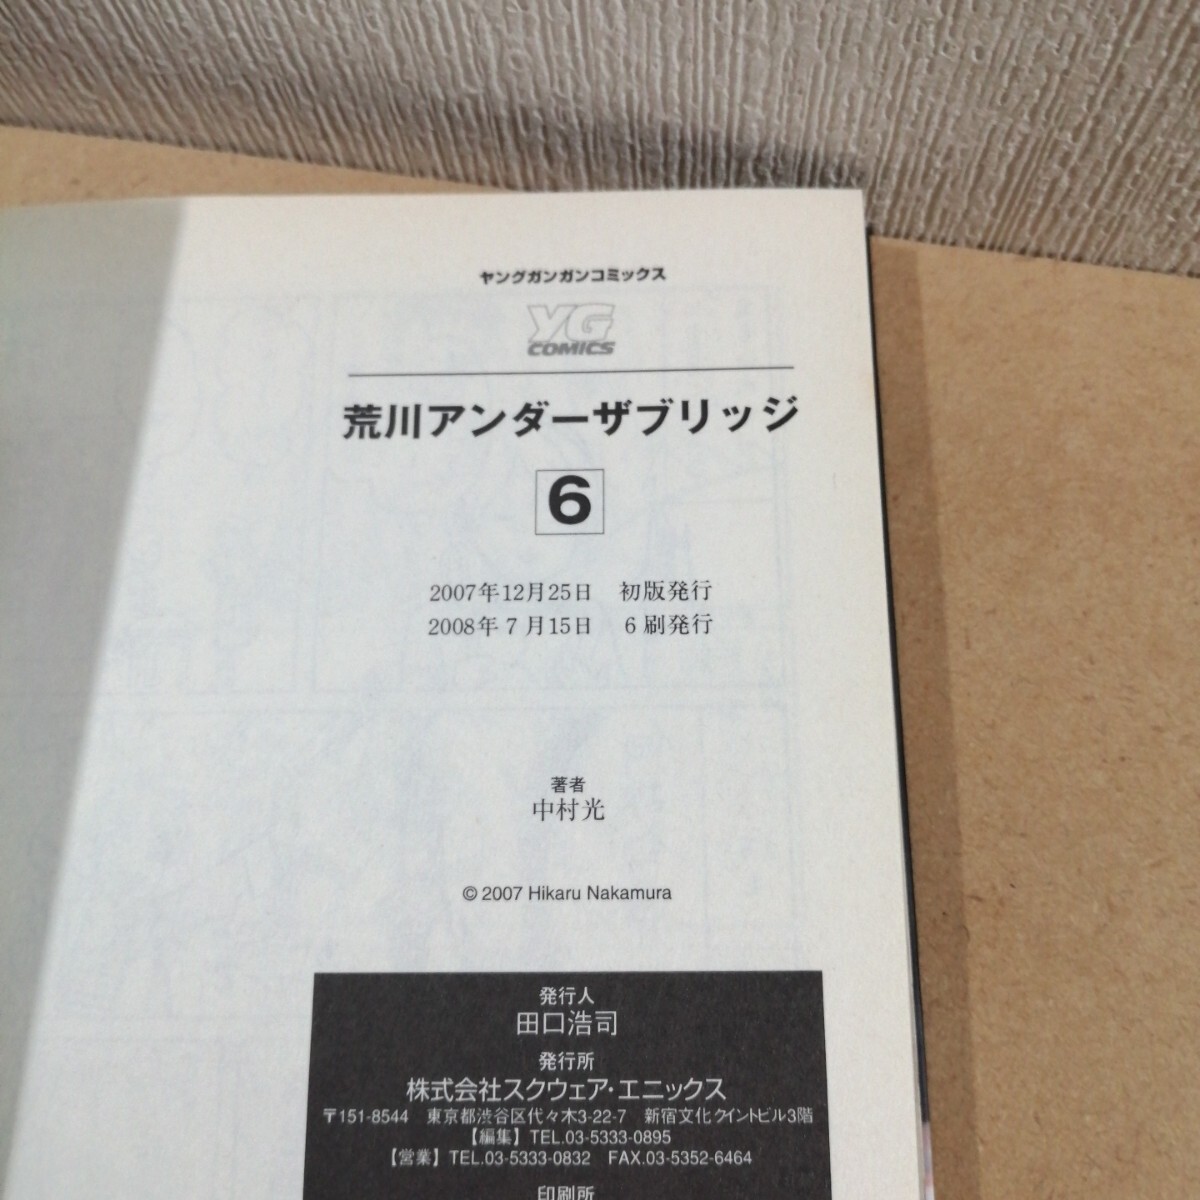 ヤングガンガンコミックス
YG
COMICS
荒川アンダーザブリッジ
6
2007年12月25日　初版発行
2008年 7 月15日　6 刷発行
著者
中村光
© 2007 Hikaru Nakamura
発行人
田口浩司
発行所
株式会社スクウェア・エニックス
〒151-8544　東京都渋谷区代々木3-22-7　新宿文化クイントビル3階
【編集】TEL.03-5333-0895
【営業】TEL.03-5333-0832　FAX.03-5352-6464
印刷所